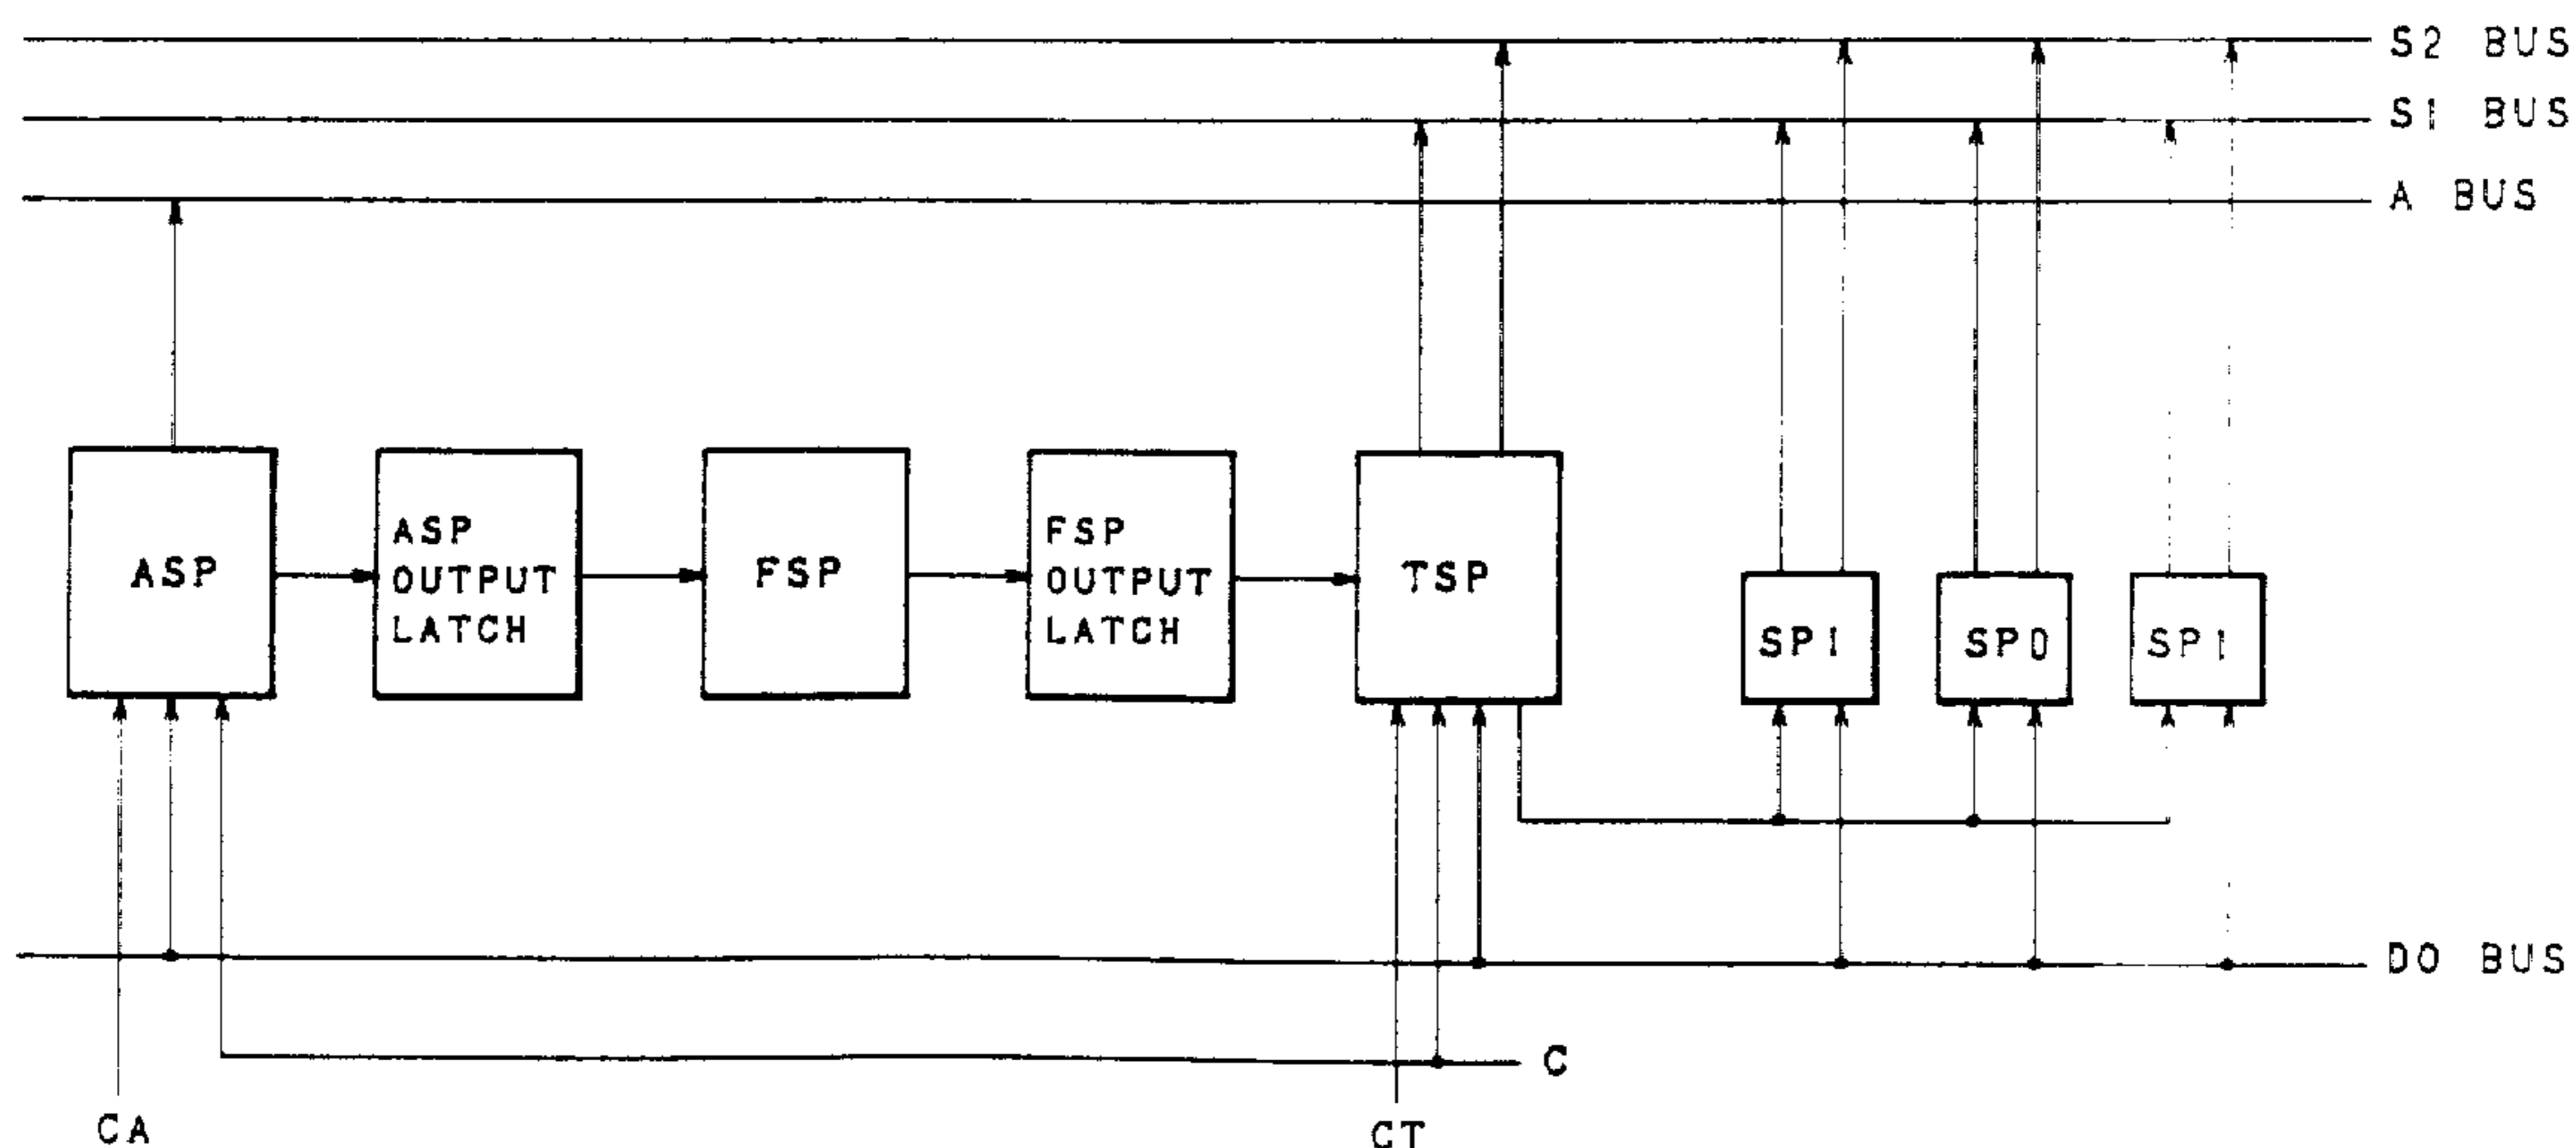 S2 BUS
S1 BUS
A BUS
ASP
ASP
OUTPUT
LATCH
FSP
FSP
OUTPUT
LATCH
TSP
SPI
SP0
SP1
DO BUS
C
CA
CT